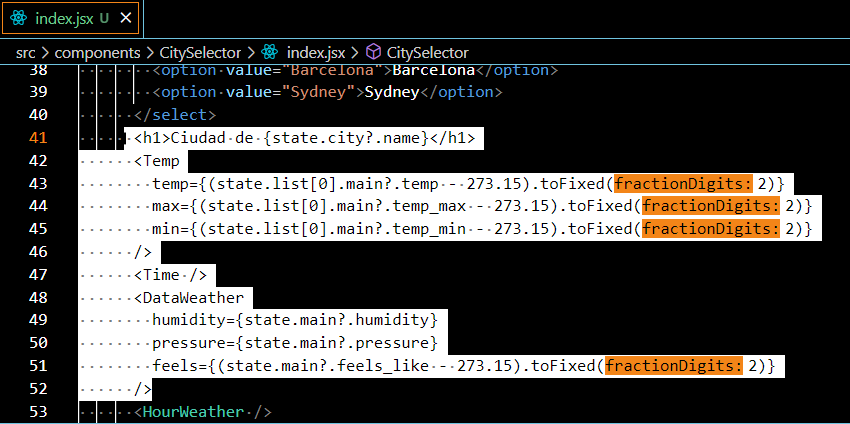 index.jsx U ×
src > components > CitySelector > index.jsx > CitySelector
38 <option value="Barcelona">Barcelona</option>
39 <option value="Sydney">Sydney</option>
40 </select>
41 <h1>Ciudad de {state.city?.name}</h1>
42 <Temp
43 temp={(state.list[0].main?.temp - 273.15).toFixed(fractionDigits: 2)}
44 max={(state.list[0].main?.temp_max - 273.15).toFixed(fractionDigits: 2)}
45 min={(state.list[0].main?.temp_min - 273.15).toFixed(fractionDigits: 2)}
46 />
47 <Time />
48 <DataWeather
49 humidity={state.main?.humidity}
50 pressure={state.main?.pressure}
51 feels={(state.main?.feels_like - 273.15).toFixed(fractionDigits: 2)}
52 />
53 <HourWeather />